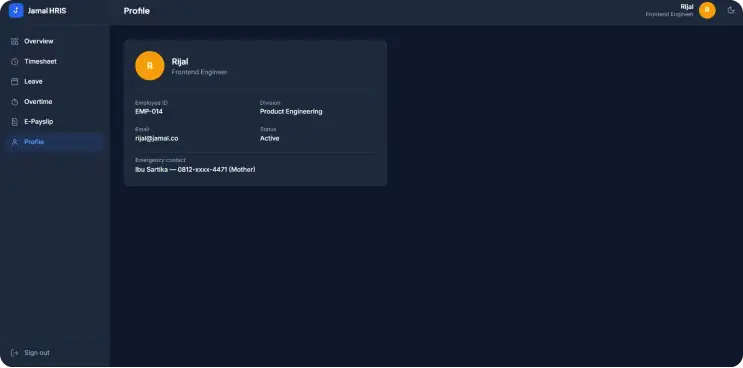 J
Jamal HRIS
Profile
Rijal
Frontend Engineer
R
Overview
Timesheet
Leave
Overtime
E-Payslip
Profile
Sign out
R
Rijal
Frontend Engineer
Employee ID
EMP-014
Division
Product Engineering
Email
rijal@jamal.co
Status
Active
Emergency contact
Ibu Sartika — 0812-xxxx-4471 (Mother)